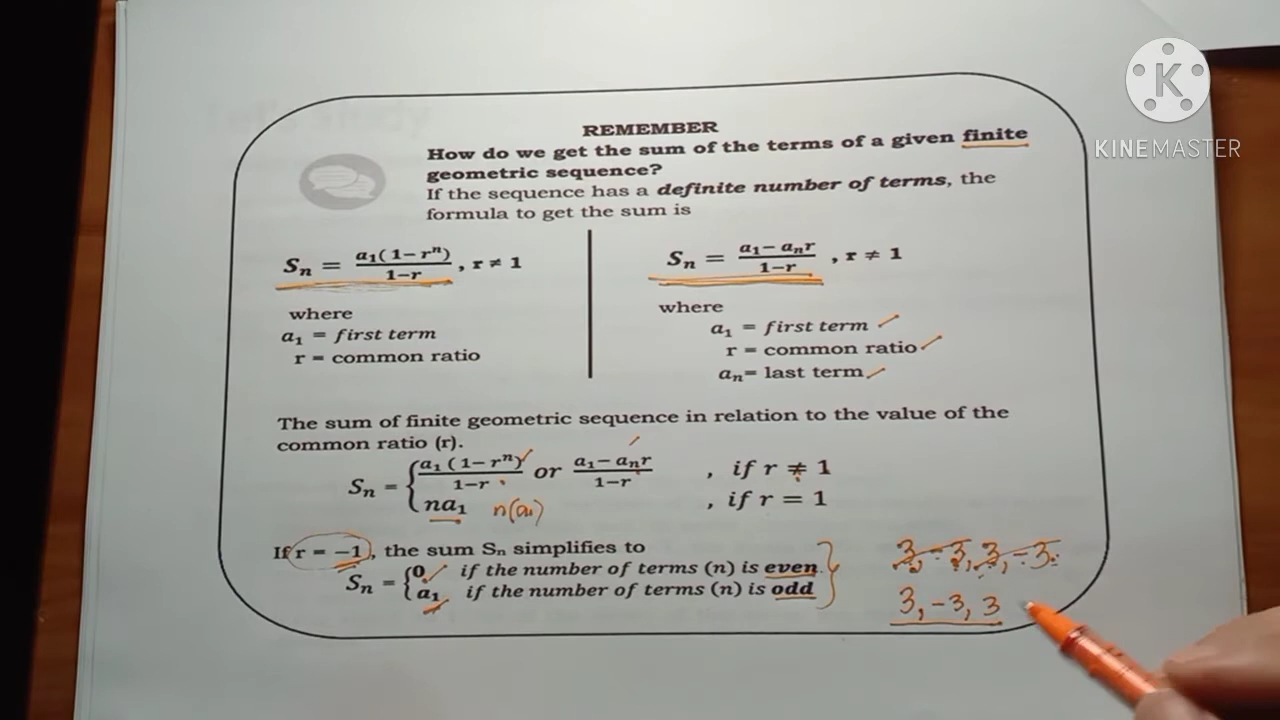 K
KINEMASTER
REMEMBER
How do we get the sum of the terms of a given finite
geometric sequence?
If the sequence has a definite number of terms, the
formula to get the sum is
Sₙ = a₁(1−rⁿ)/1−r , r ≠ 1
where
a₁ = first term
r = common ratio
Sₙ = a₁− aₙr/1−r , r ≠ 1
where
a₁ = first term
r = common ratio
aₙ= last term
The sum of finite geometric sequence in relation to the value of the
common ratio (r).
Sₙ = { a₁(1−rⁿ)/1−r or a₁−aₙr/1−r , if r ≠ 1
na₁ n(a₁) , if r = 1
If r = −1, the sum Sₙ simplifies to
Sₙ = { 0 if the number of terms (n) is even
a₁ if the number of terms (n) is odd
3, −3, 3, −3
3, −3, 3